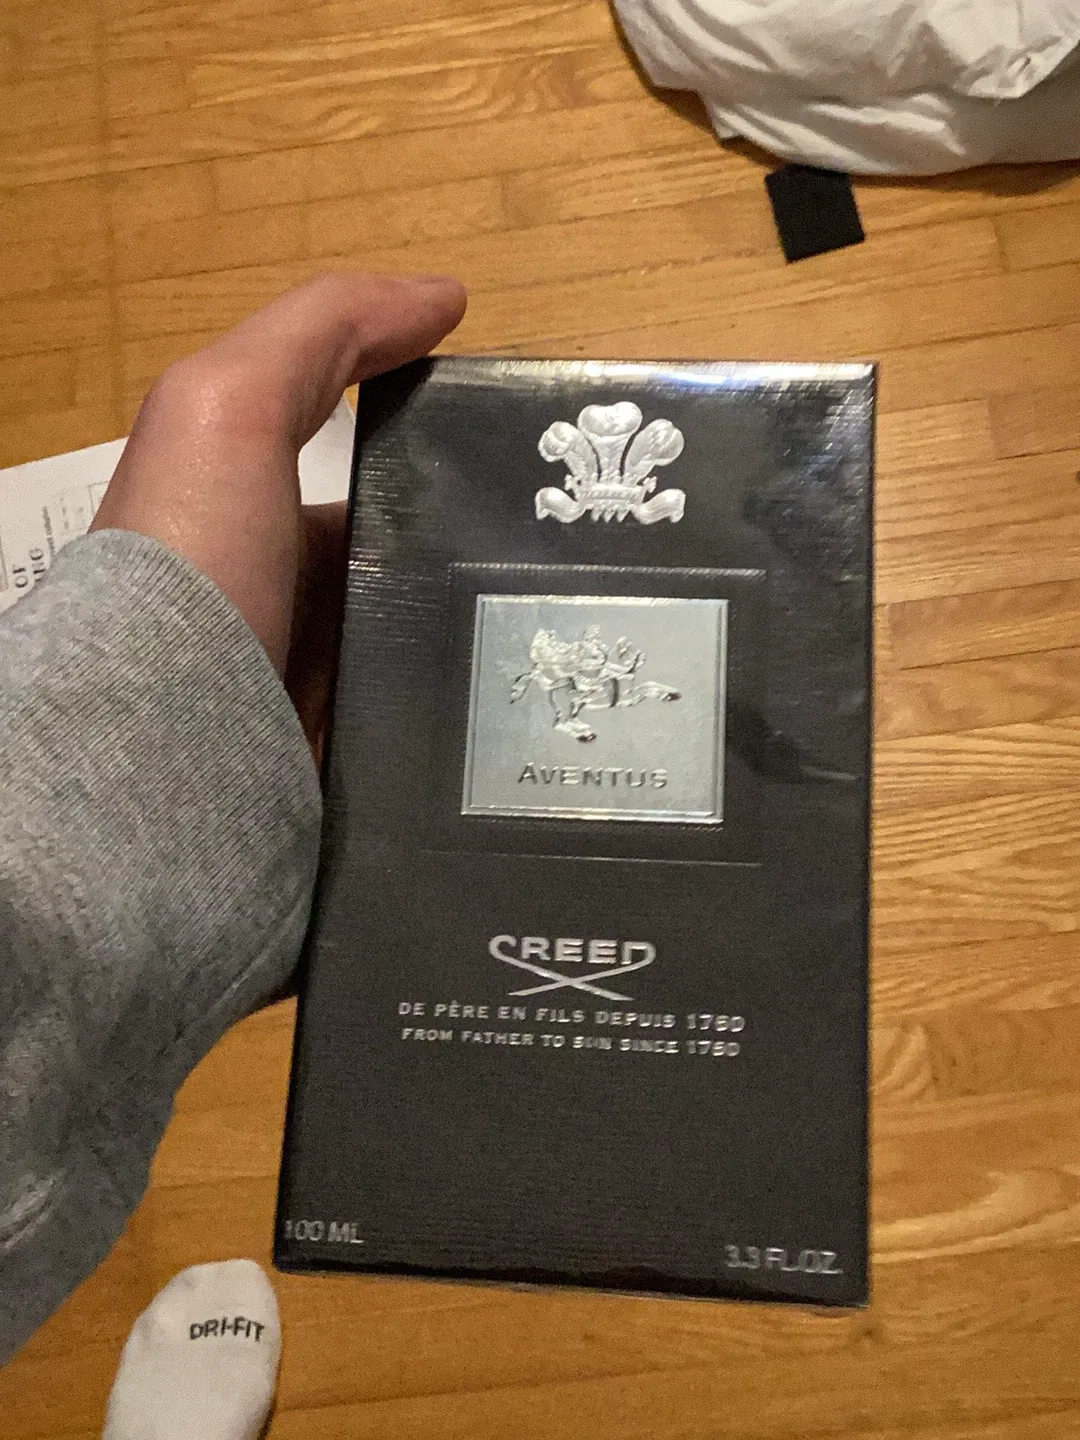 AVENTUS
CREED
DE PÈRE EN FILS DEPUIS 1760
FROM FATHER TO SON SINCE 1760
100 ML
3.3 FL.OZ.
DRI-FIT
OF